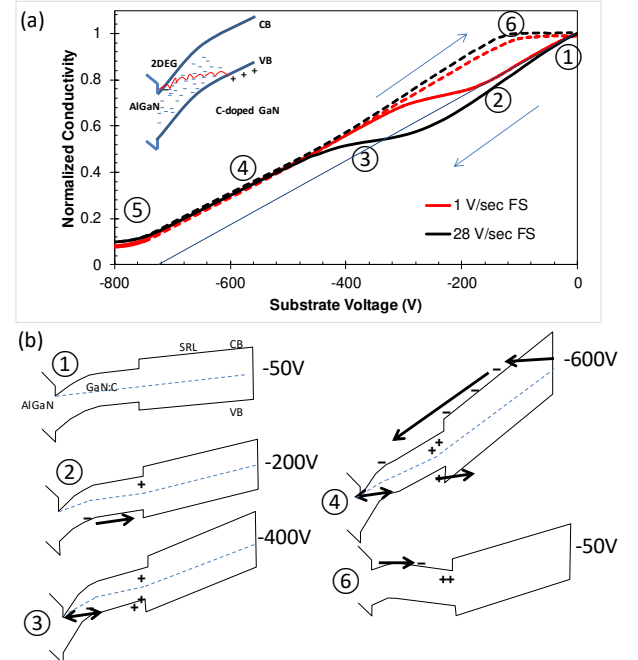 (a)
Normalized Conductivity
1
0.8
0.6
0.4
0.2
0
-800
-600
-400
-200
0
Substrate Voltage (V)
2DEG
CB
VB
AlGaN
C-doped GaN
+ + +
1
2
3
4
5
6
1 V/sec FS
28 V/sec FS
(b)
1
SRL
CB
-50V
GaN:C
AlGaN
VB
2
-200V
+
-
3
-400V
+
-
+
+
4
-600V
-
-
-
-
+ +
+
+
-50V
-
++
6